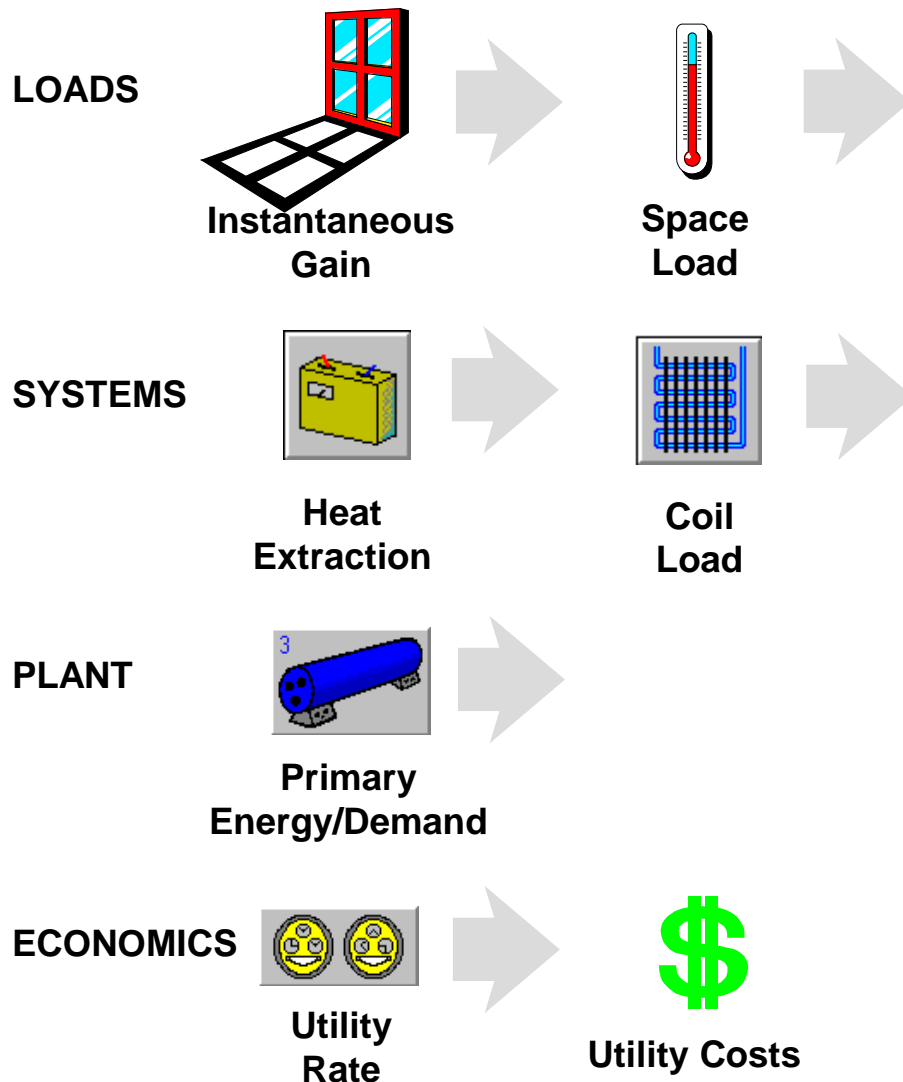 LOADS
Instantaneous
Gain
Space
Load
SYSTEMS
Heat
Extraction
Coil
Load
3
PLANT
Primary
Energy/Demand
ECONOMICS
$
Utility
Rate
Utility Costs